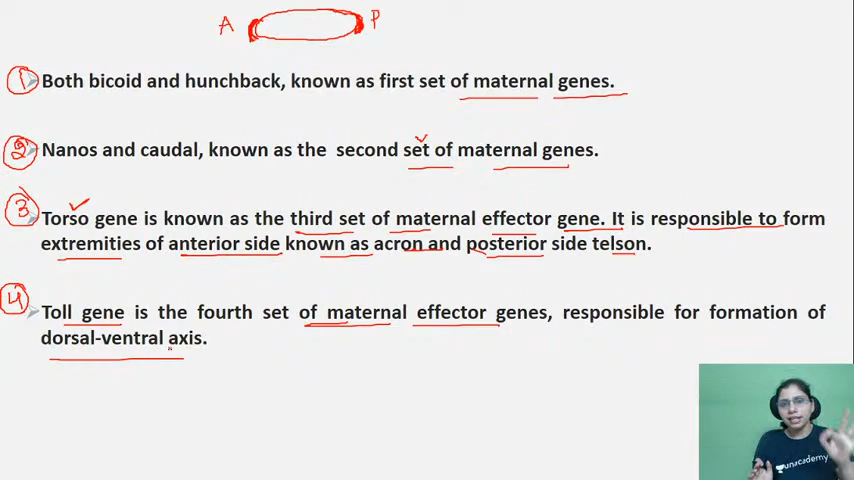 A P
① Both bicoid and hunchback, known as first set of maternal genes.
② Nanos and caudal, known as the second set of maternal genes.
③ Torso gene is known as the third set of maternal effector gene. It is responsible to form
extremities of anterior side known as acron and posterior side telson.
④ Toll gene is the fourth set of maternal effector genes, responsible for formation of
dorsal-ventral axis.
unacademy